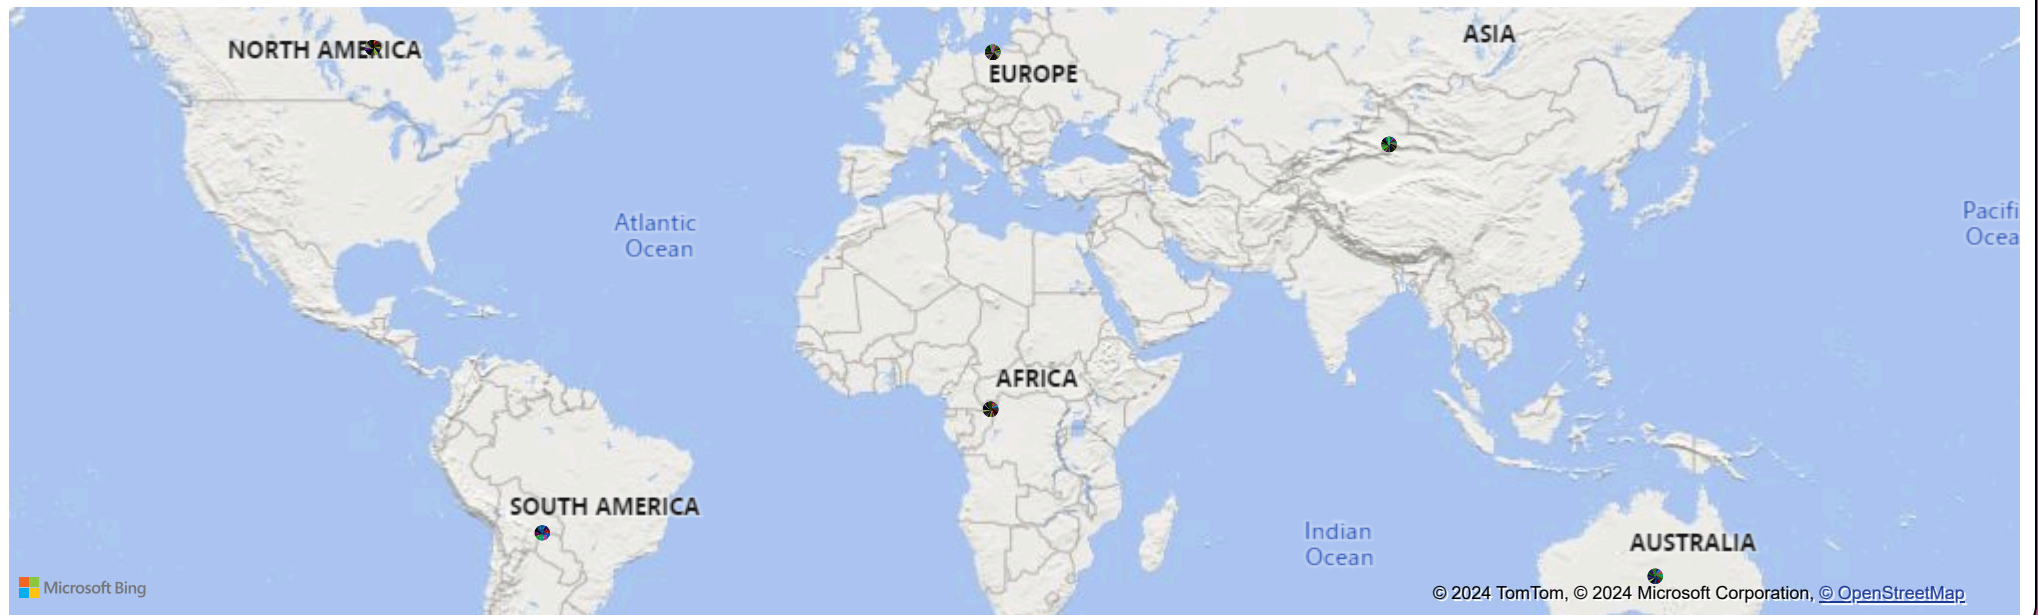 ASIA
NORTH AMERICA
EUROPE
Atlantic
Ocean
Pacifi
Ocea
AFRICA
SOUTH AMERICA
Indian
Ocean
AUSTRALIA
Microsoft Bing
© 2024 TomTom, © 2024 Microsoft Corporation, © OpenStreetMap